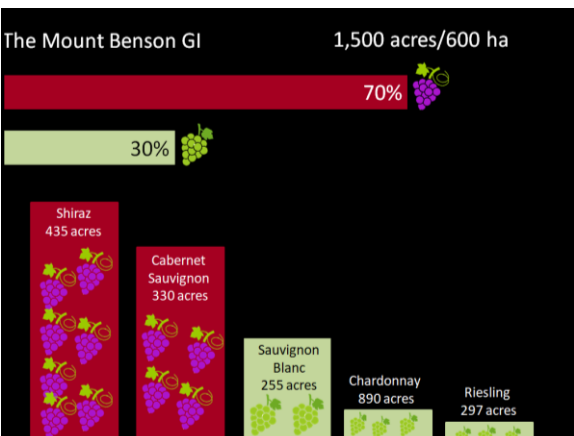 The Mount Benson GI
1,500 acres/600 ha
70%
30%
Shiraz
435 acres
Cabernet
Sauvignon
330 acres
Sauvignon
Blanc
255 acres
Chardonnay
890 acres
Riesling
297 acres